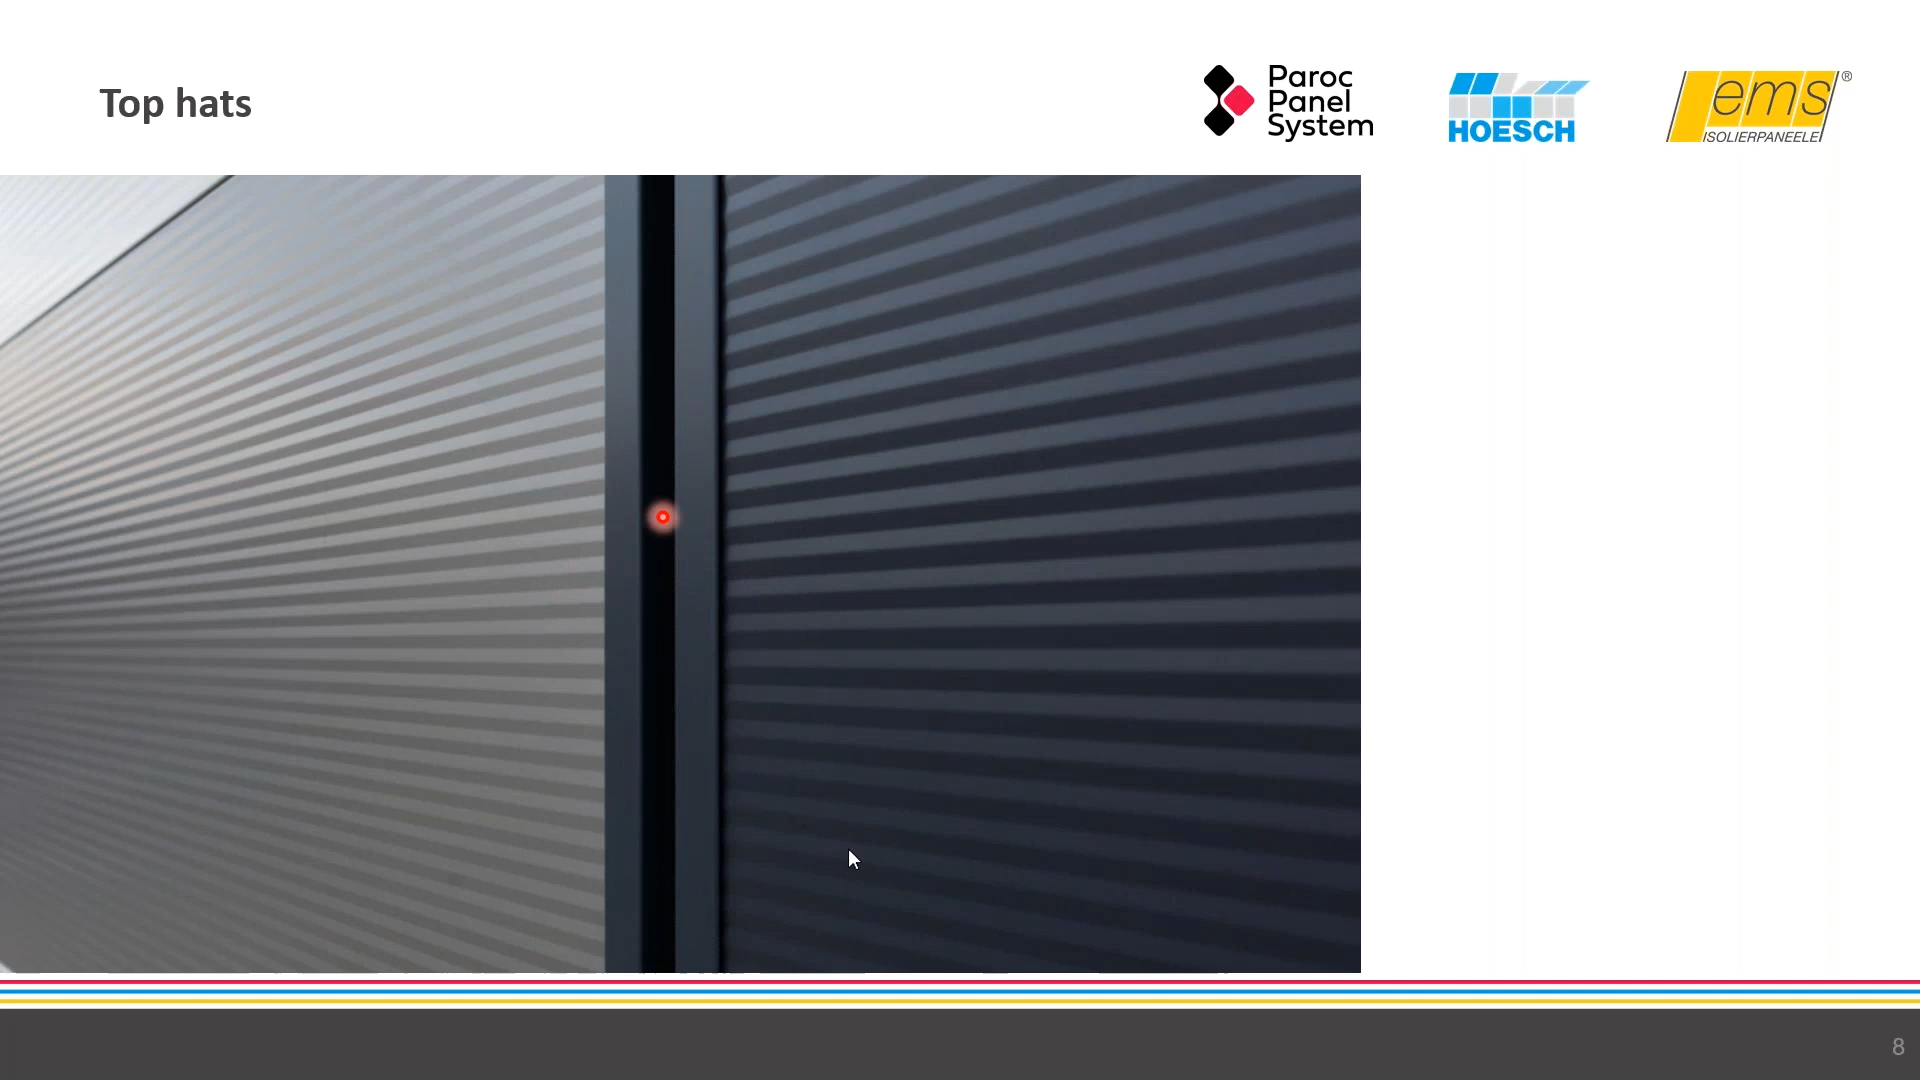 Top hats
Paroc
Panel
System
HOESCH
ems®
ISOLIERPANEELE
8